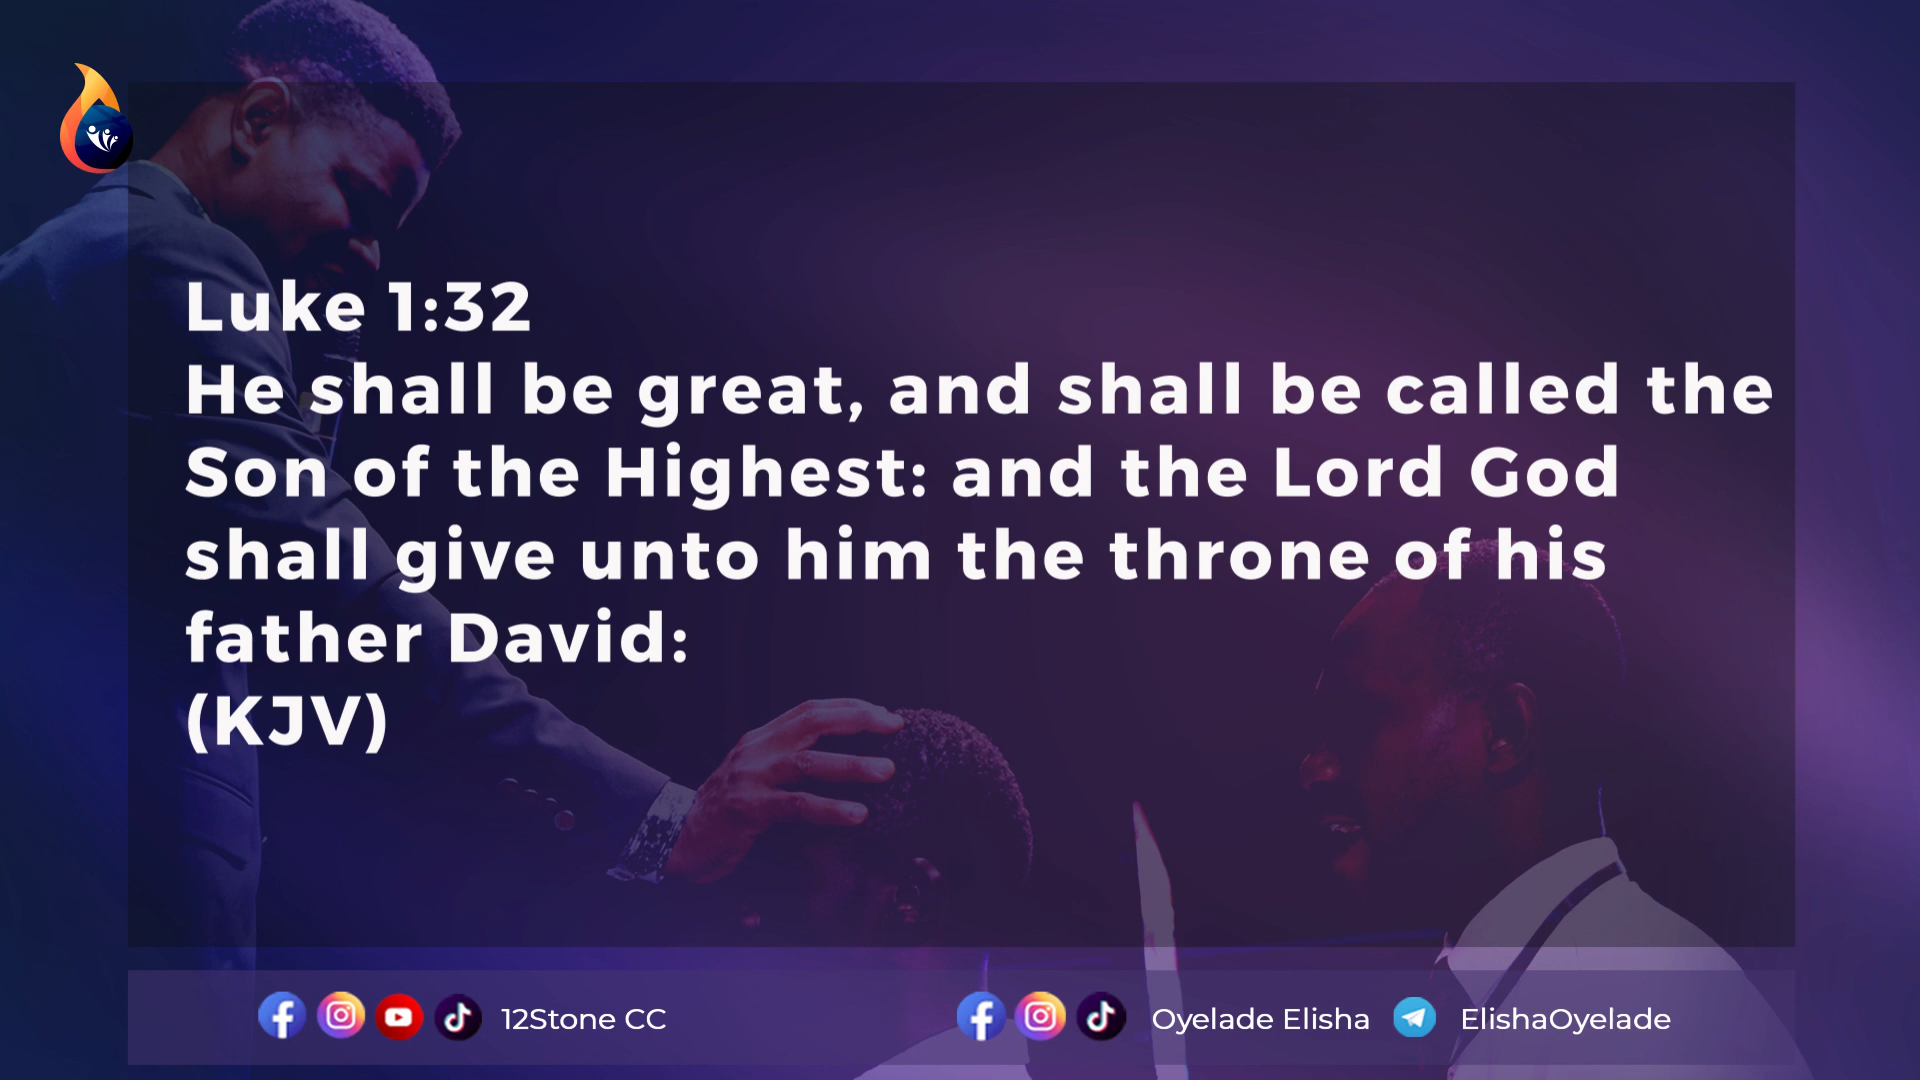 Luke 1:32
He shall be great, and shall be called the
Son of the Highest: and the Lord God
shall give unto him the throne of his
father David:
(KJV)
12Stone CC
Oyelade Elisha
ElishaOyelade